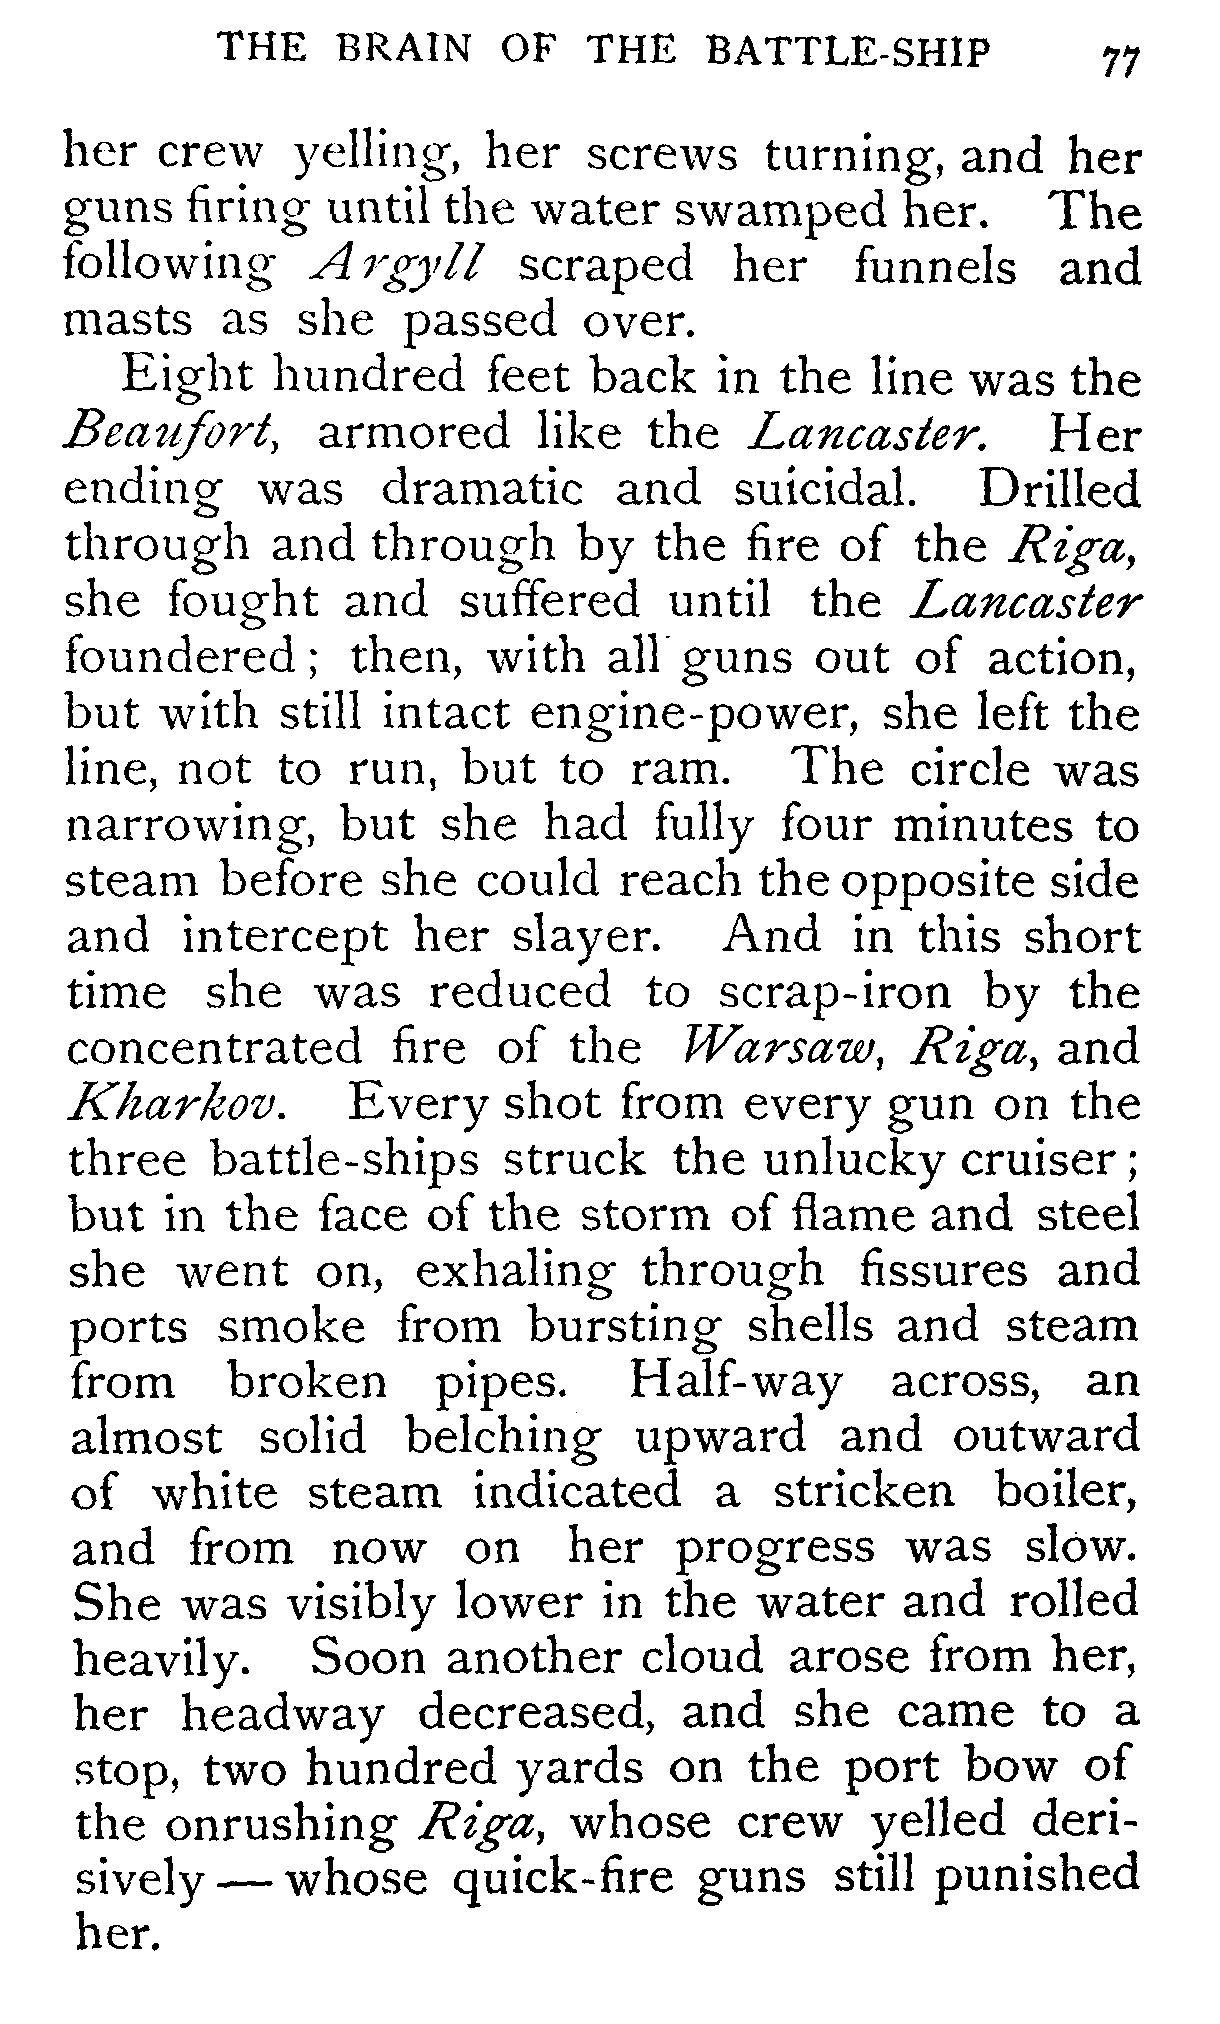 THE BRAIN OF THE BATTLE-SHIP 77
her crew yelling, her screws turning, and her
guns firing until the water swamped her. The
following Argyll scraped her funnels and
masts as she passed over.
Eight hundred feet back in the line was the
Beaufort, armored like the Lancaster. Her
ending was dramatic and suicidal. Drilled
through and through by the fire of the Riga,
she fought and suffered until the Lancaster
foundered; then, with all guns out of action,
but with still intact engine-power, she left the
line, not to run, but to ram. The circle was
narrowing, but she had fully four minutes to
steam before she could reach the opposite side
and intercept her slayer. And in this short
time she was reduced to scrap-iron by the
concentrated fire of the Warsaw, Riga, and
Kharkov. Every shot from every gun on the
three battle-ships struck the unlucky cruiser;
but in the face of the storm of flame and steel
she went on, exhaling through fissures and
ports smoke from bursting shells and steam
from broken pipes. Half-way across, an
almost solid belching upward and outward
of white steam indicated a stricken boiler,
and from now on her progress was slow.
She was visibly lower in the water and rolled
heavily. Soon another cloud arose from her,
her headway decreased, and she came to a
stop, two hundred yards on the port bow of
the onrushing Riga, whose crew yelled deri-
sively — whose quick-fire guns still punished
her.